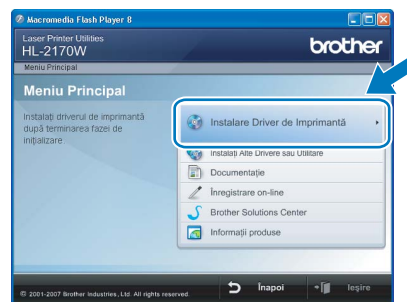 Macromedia Flash Player 8
Laser Printer Utilities
HL-2170W
brother
Meniu Principal
Meniu Principal
Instalaţi driverul de imprimantă
după terminarea fazei de
iniţializare.
Instalare Driver de Imprimantă
Instalaţi Alte Drivere sau Utilitare
Documentaţie
Înregistrare on-line
Brother Solutions Center
Informaţii produse
© 2001-2007 Brother Industries, Ltd. All rights reserved.
Înapoi
Ieşire